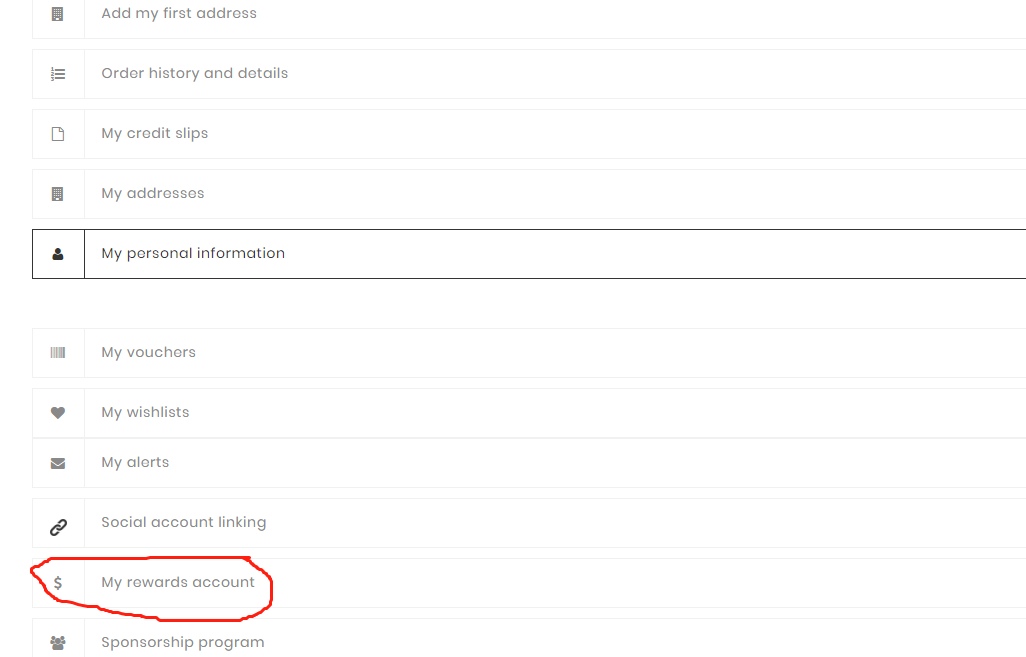 Add my first address
Order history and details
My credit slips
My addresses
My personal information
My vouchers
My wishlists
My alerts
Social account linking
$ My rewards account
Sponsorship program